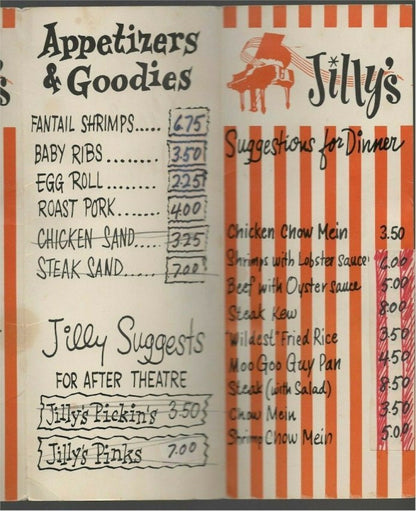 Appetizers
& Goodies
FANTAIL SHRIMPS..... 6.75
BABY RIBS ........ 3.50
EGG ROLL ....... 2.25
ROAST PORK...... 4.00
CHICKEN SAND.... 3.25
STEAK SAND.... 7.00
Jilly Suggests
FOR AFTER THEATRE
Jilly's Pickin's 3.50
Jilly's Pinks 7.00
Jilly's
Suggestions for Dinner
Chicken Chow Mein 3.50
Shrimps with Lobster Sauce 6.00
Beef with Oyster Sauce 5.00
Steak Kew 8.00
"Wildest" Fried Rice 3.50
Moo Goo Guy Pan 4.50
Steak (with Salad) 8.50
Chow Mein 3.50
Shrimp Chow Mein 5.00